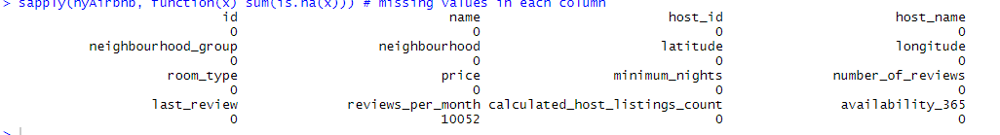 > sapply(nyAirbnb, function(x) sum(is.na(x))) # missing values in each column
id name host_id host_name
0 0 0 0
neighbourhood_group neighbourhood latitude longitude
0 0 0 0
room_type price minimum_nights number_of_reviews
0 0 0 0
last_review reviews_per_month calculated_host_listings_count availability_365
0 10052 0 0
>